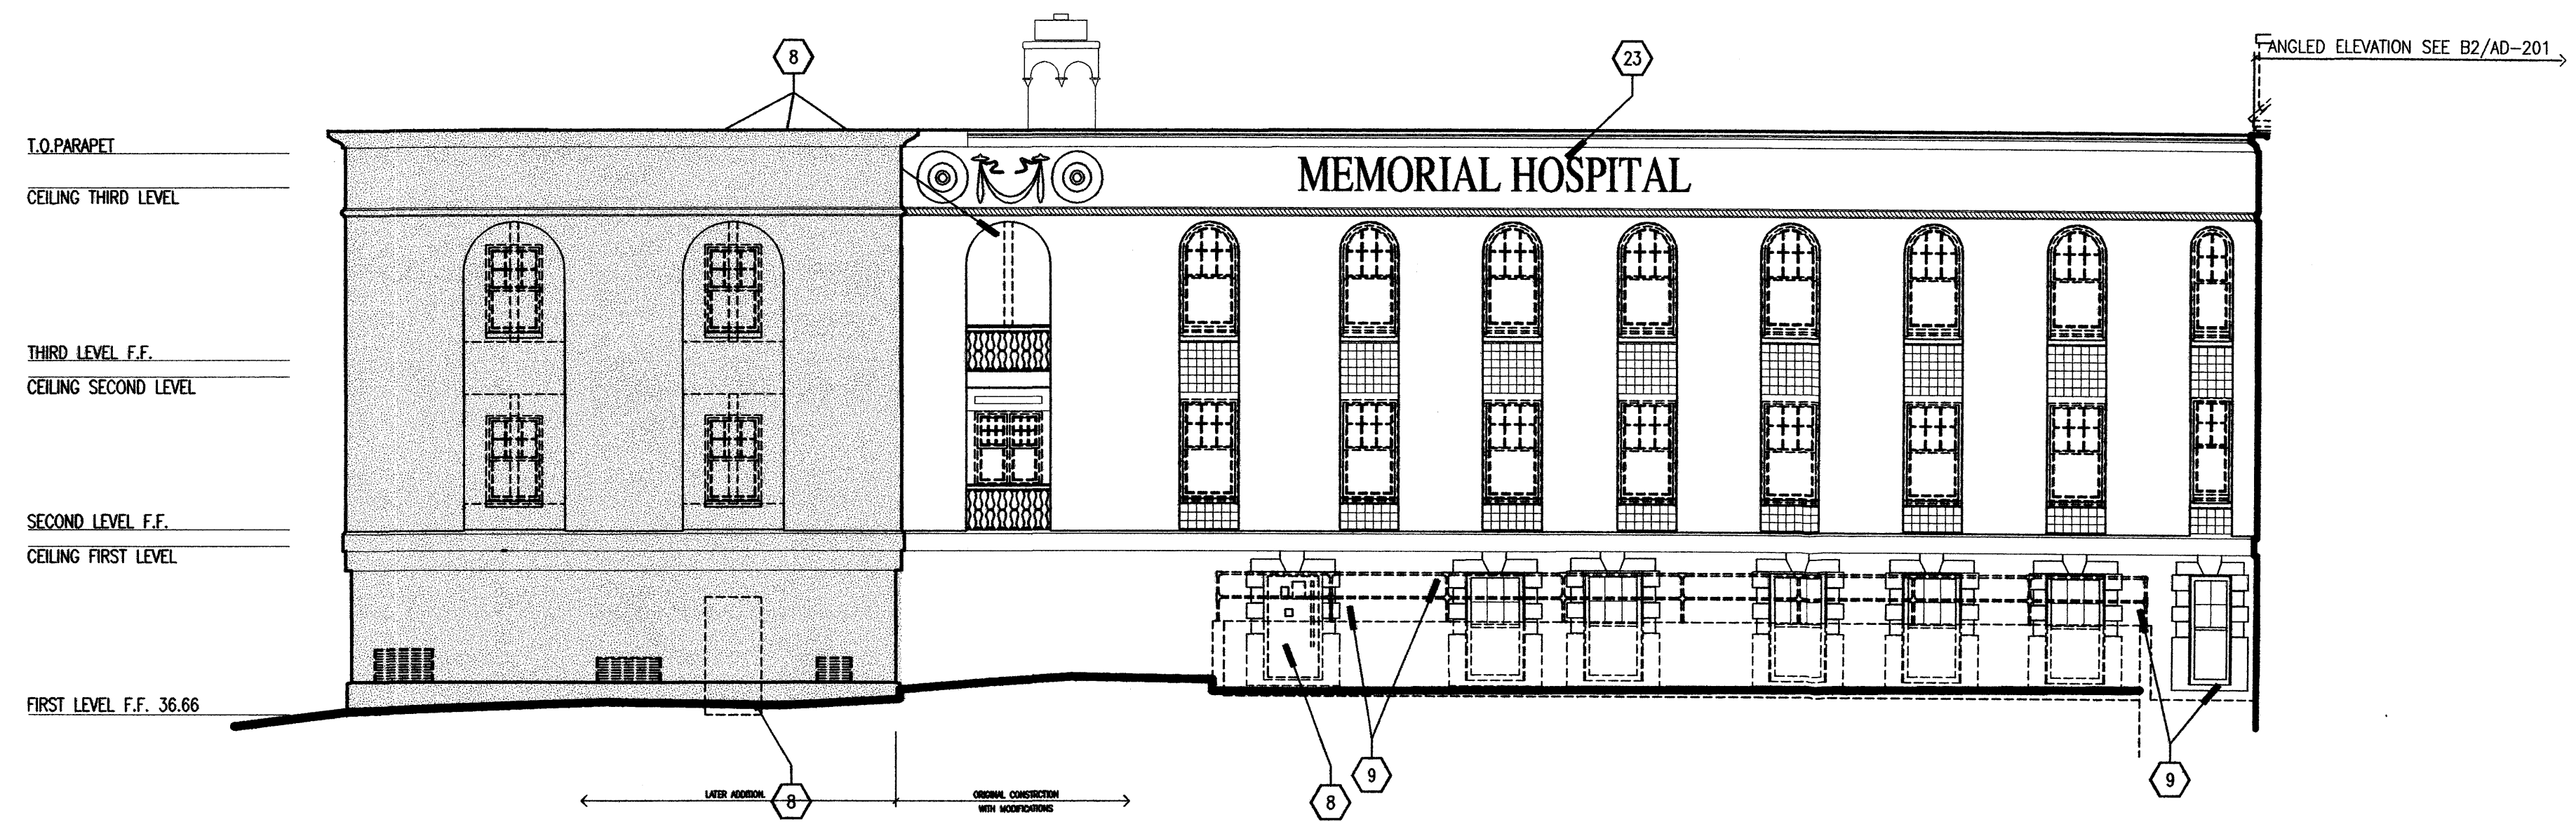 8
23
ANGLED ELEVATION SEE B2/AD-201
T.O.PARAPET
CEILING THIRD LEVEL
MEMORIAL HOSPITAL
THIRD LEVEL F.F.
CEILING SECOND LEVEL
SECOND LEVEL F.F.
CEILING FIRST LEVEL
FIRST LEVEL F.F. 36.66
9
9
LATER ADDITION.
8
ORIGINAL CONSTRCTION
WITH MODIFICATIONS
8